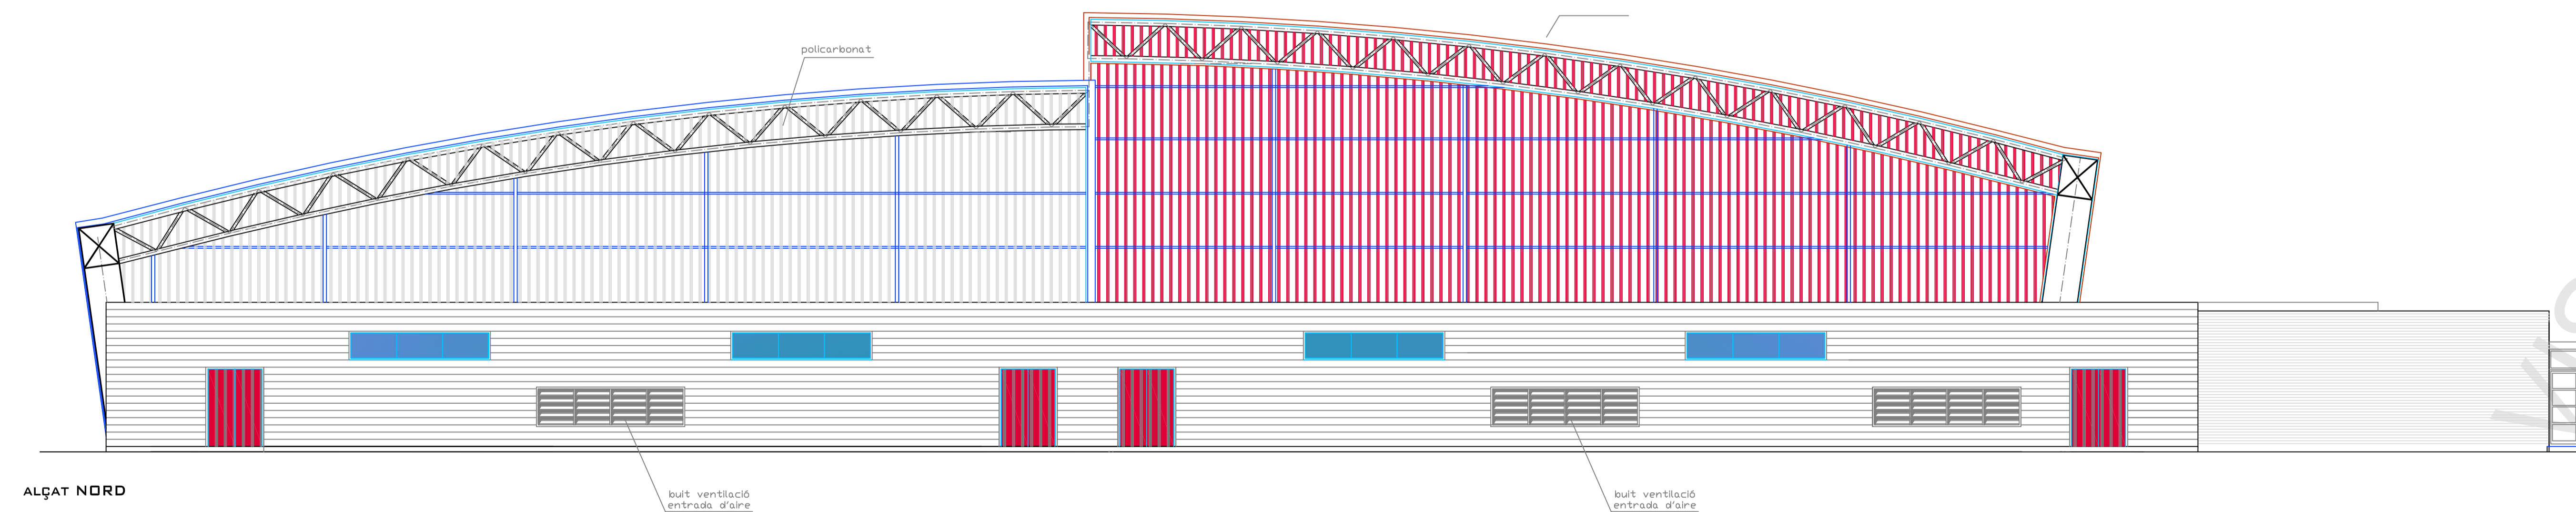 policarbonat
ALÇAT NORD
buit ventilació
entrada d'aire
buit ventilació
entrada d'aire